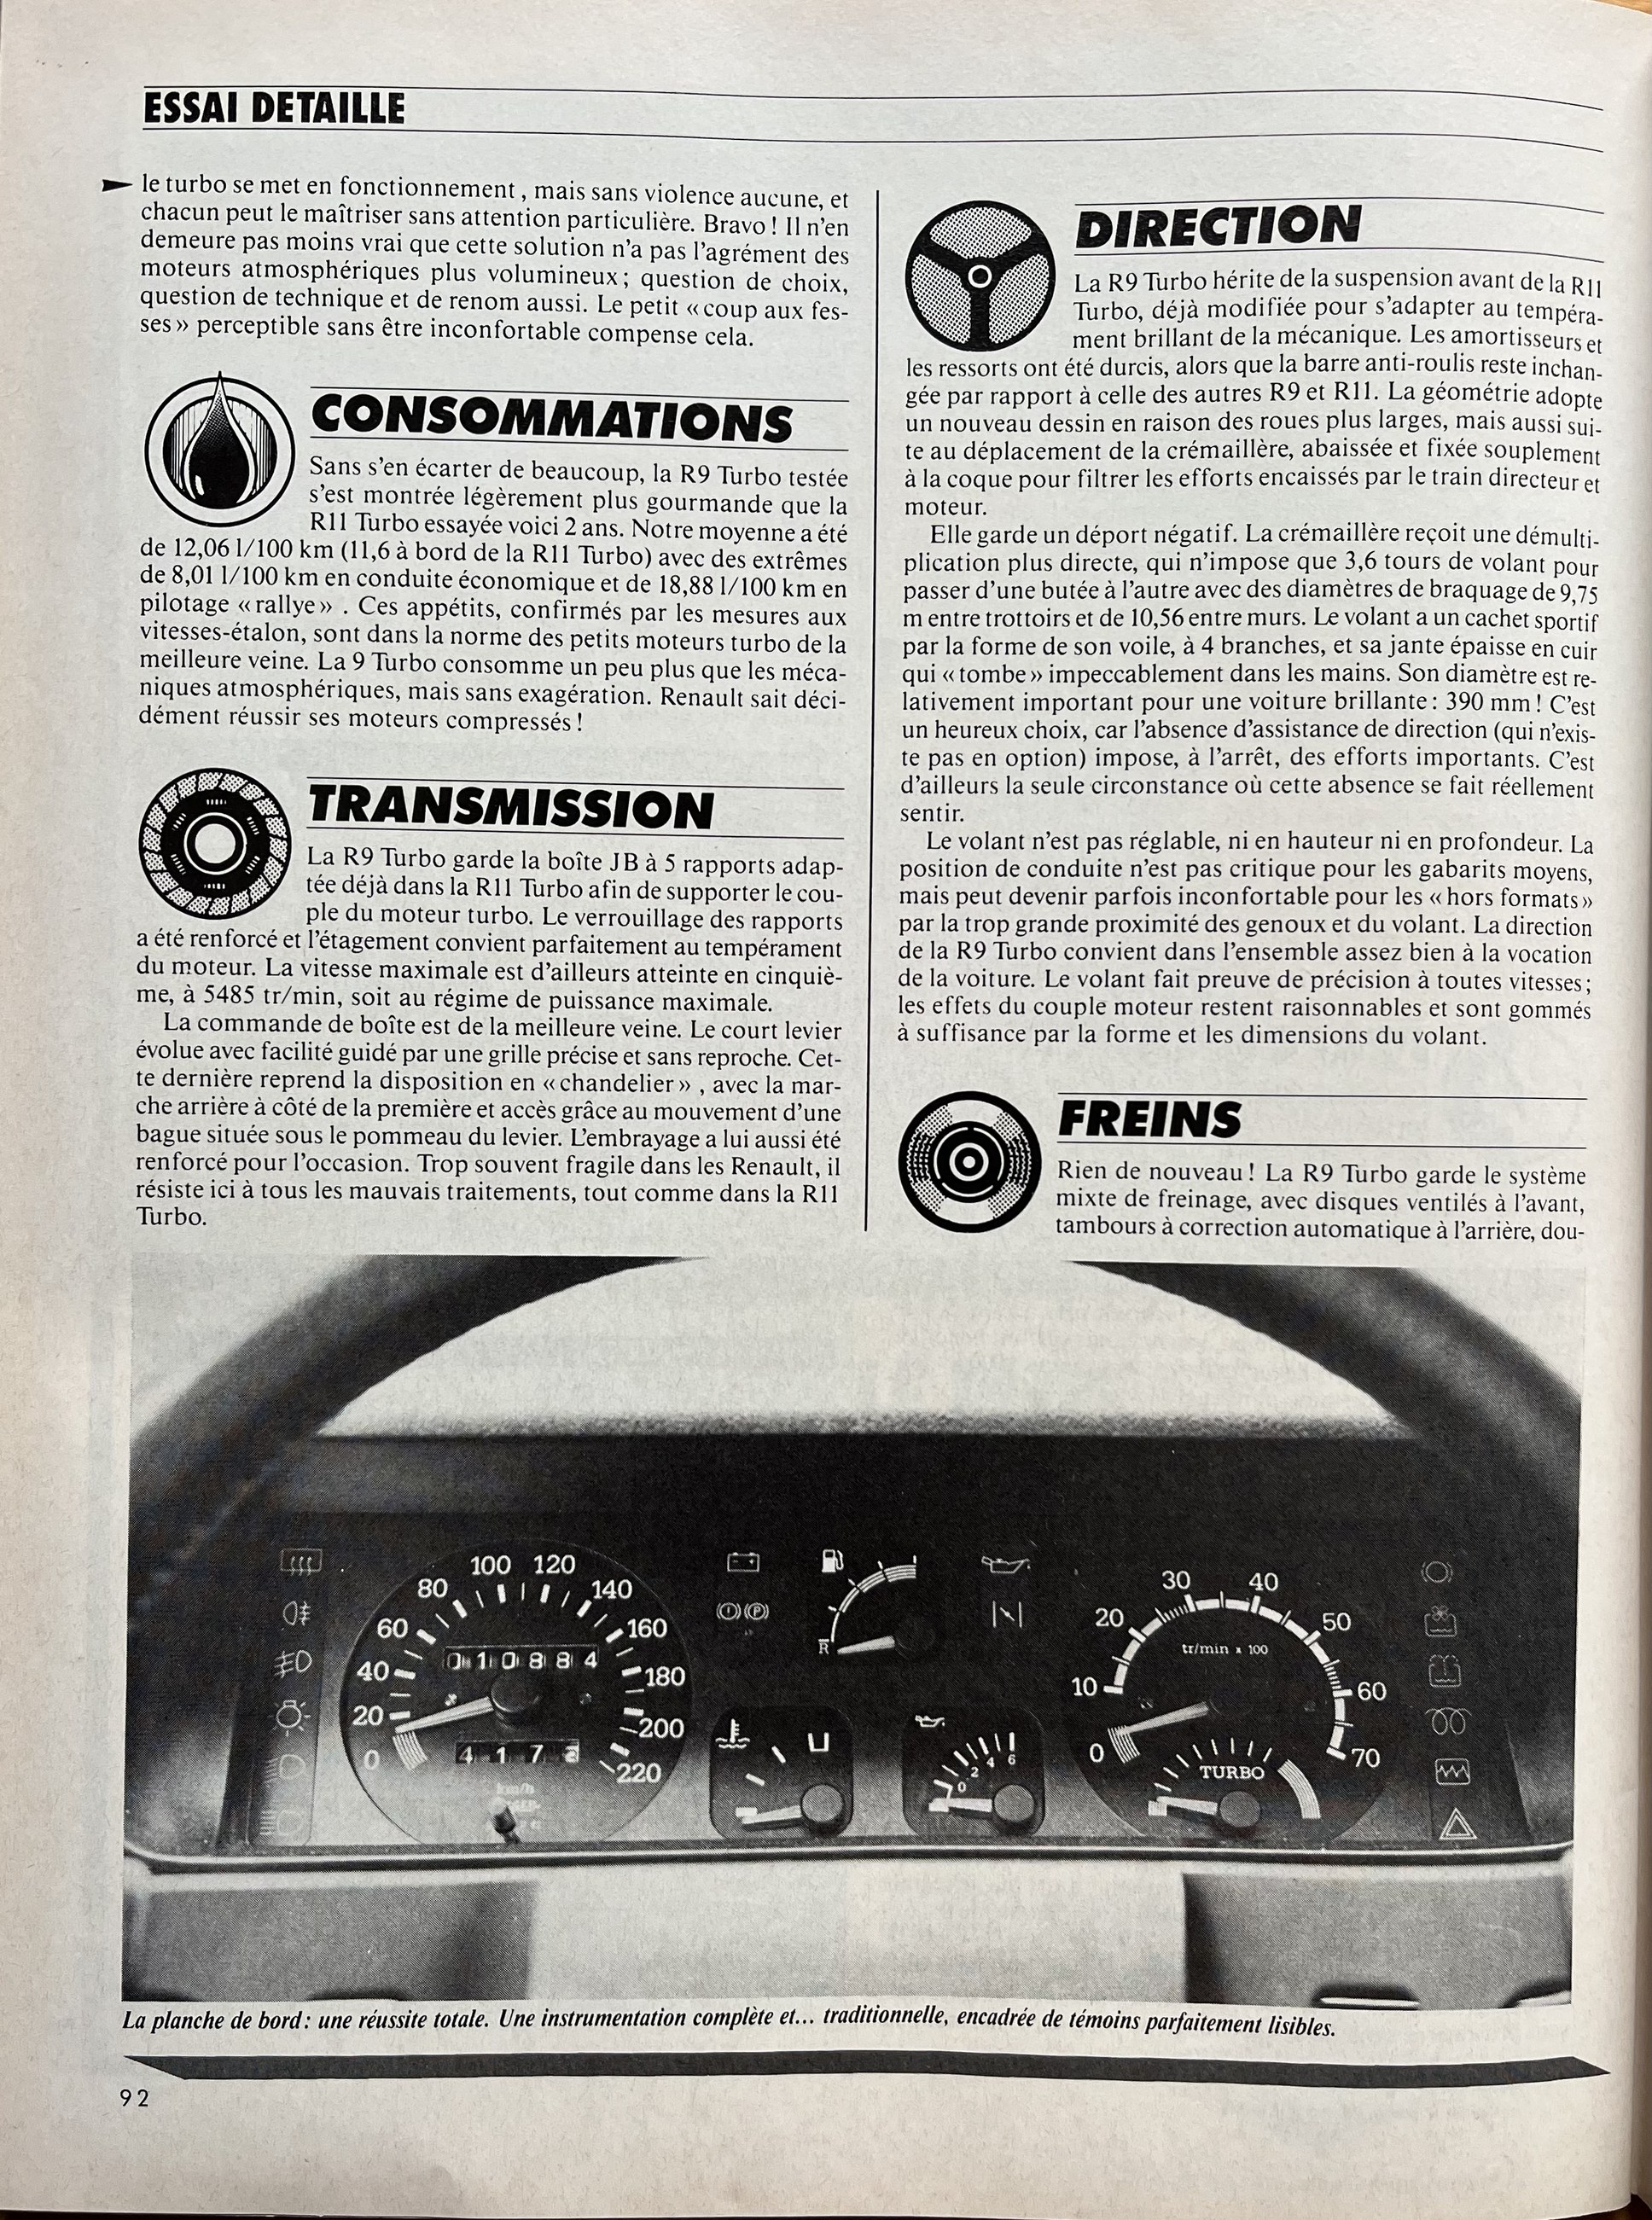 ESSAI DETAILLE
le turbo se met en fonctionnement , mais sans violence aucune, et
chacun peut le maîtriser sans attention particulière. Bravo ! Il n'en
demeure pas moins vrai que cette solution n'a pas l'agrément des
moteurs atmosphériques plus volumineux ; question de choix,
question de technique et de renom aussi. Le petit « coup aux fes-
ses » perceptible sans être inconfortable compense cela.
CONSOMMATIONS
Sans s'en écarter de beaucoup, la R9 Turbo testée
s'est montrée légèrement plus gourmande que la
R11 Turbo essayée voici 2 ans. Notre moyenne a été
de 12,06 l/100 km (11,6 à bord de la R11 Turbo) avec des extrêmes
de 8,01 l/100 km en conduite économique et de 18,88 l/100 km en
pilotage « rallye » . Ces appétits, confirmés par les mesures aux
vitesses-étalon, sont dans la norme des petits moteurs turbo de la
meilleure veine. La 9 Turbo consomme un peu plus que les méca-
niques atmosphériques, mais sans exagération. Renault sait déci-
dément réussir ses moteurs compressés !
TRANSMISSION
La R9 Turbo garde la boîte JB à 5 rapports adap-
tée déjà dans la R11 Turbo afin de supporter le cou-
ple du moteur turbo. Le verrouillage des rapports
a été renforcé et l'étagement convient parfaitement au tempérament
du moteur. La vitesse maximale est d'ailleurs atteinte en cinquiè-
me, à 5485 tr/min, soit au régime de puissance maximale.
La commande de boîte est de la meilleure veine. Le court levier
évolue avec facilité guidé par une grille précise et sans reproche. Cet-
te dernière reprend la disposition en « chandelier » , avec la mar-
che arrière à côté de la première et accès grâce au mouvement d'une
bague située sous le pommeau du levier. L'embrayage a lui aussi été
renforcé pour l'occasion. Trop souvent fragile dans les Renault, il
résiste ici à tous les mauvais traitements, tout comme dans la R11
Turbo.
DIRECTION
La R9 Turbo hérite de la suspension avant de la R11
Turbo, déjà modifiée pour s'adapter au tempéra-
ment brillant de la mécanique. Les amortisseurs et
les ressorts ont été durcis, alors que la barre anti-roulis reste inchan-
gée par rapport à celle des autres R9 et R11. La géométrie adopte
un nouveau dessin en raison des roues plus larges, mais aussi sui-
te au déplacement de la crémaillère, abaissée et fixée souplement
à la coque pour filtrer les efforts encaissés par le train directeur et
moteur.
Elle garde un déport négatif. La crémaillère reçoit une démulti-
plication plus directe, qui n'impose que 3,6 tours de volant pour
passer d'une butée à l'autre avec des diamètres de braquage de 9,75
m entre trottoirs et de 10,56 entre murs. Le volant a un cachet sportif
par la forme de son voile, à 4 branches, et sa jante épaisse en cuir
qui « tombe » impeccablement dans les mains. Son diamètre est re-
lativement important pour une voiture brillante : 390 mm ! C'est
un heureux choix, car l'absence d'assistance de direction (qui n'exis-
te pas en option) impose, à l'arrêt, des efforts importants. C'est
d'ailleurs la seule circonstance où cette absence se fait réellement
sentir.
Le volant n'est pas réglable, ni en hauteur ni en profondeur. La
position de conduite n'est pas critique pour les gabarits moyens,
mais peut devenir parfois inconfortable pour les « hors formats »
par la trop grande proximité des genoux et du volant. La direction
de la R9 Turbo convient dans l'ensemble assez bien à la vocation
de la voiture. Le volant fait preuve de précision à toutes vitesses ;
les effets du couple moteur restent raisonnables et sont gommés
à suffisance par la forme et les dimensions du volant.
FREINS
Rien de nouveau ! La R9 Turbo garde le système
mixte de freinage, avec disques ventilés à l'avant,
tambours à correction automatique à l'arrière, dou-
0 20 40 60 80 100 120 140 160 180 200 220
010884
417
km/h
P
R
0 2 4 6
0 10 20 30 40 50 60 70
tr/min x 100
TURBO
La planche de bord : une réussite totale. Une instrumentation complète et... traditionnelle, encadrée de témoins parfaitement lisibles.
92